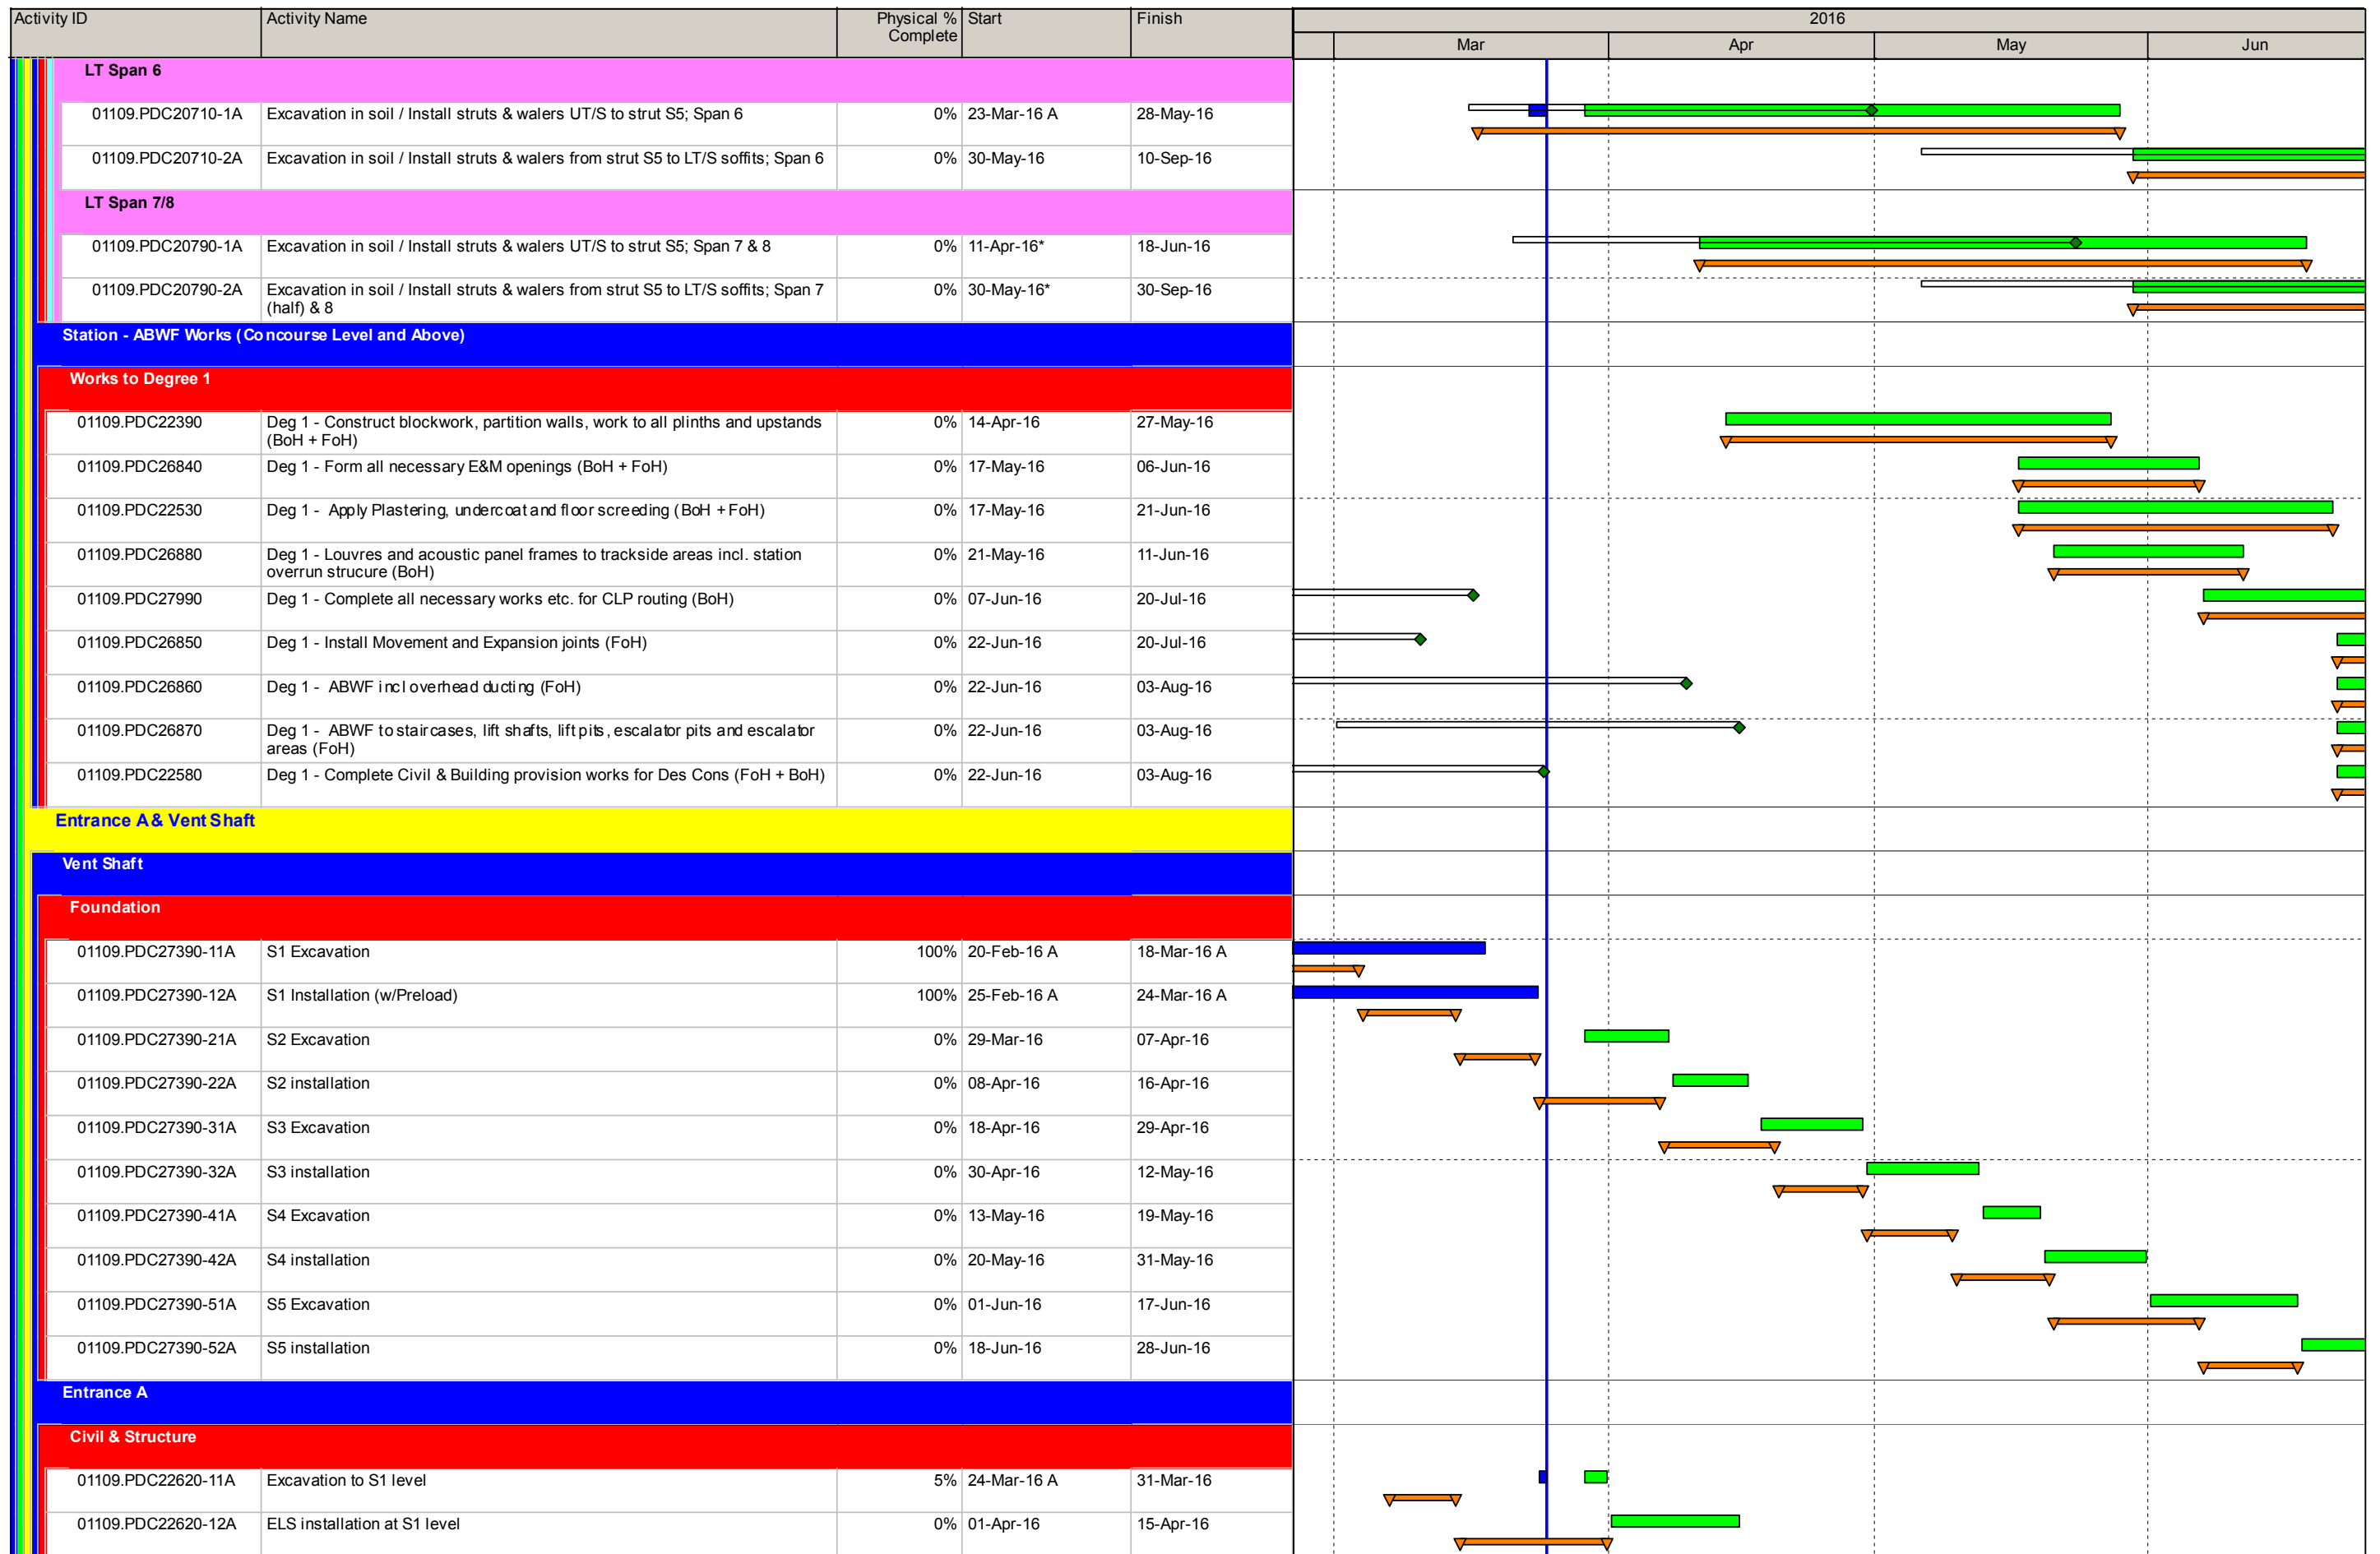 Activity ID Activity Name Physical % Complete Start Finish 2016
Mar Apr May Jun
LT Span 6
01109.PDC20710-1A Excavation in soil / Install struts & walers UT/S to strut S5; Span 6 0% 23-Mar-16 A 28-May-16
01109.PDC20710-2A Excavation in soil / Install struts & walers from strut S5 to LT/S soffits; Span 6 0% 30-May-16 10-Sep-16
LT Span 7/8
01109.PDC20790-1A Excavation in soil / Install struts & walers UT/S to strut S5; Span 7 & 8 0% 11-Apr-16* 18-Jun-16
01109.PDC20790-2A Excavation in soil / Install struts & walers from strut S5 to LT/S soffits; Span 7 0% 30-May-16* 30-Sep-16
(half) & 8
Station - ABWF Works (Concourse Level and Above)
Works to Degree 1
01109.PDC22390 Deg 1 - Construct blockwork, partition walls, work to all plinths and upstands 0% 14-Apr-16 27-May-16
(BoH + FoH)
01109.PDC26840 Deg 1 - Form all necessary E&M openings (BoH + FoH) 0% 17-May-16 06-Jun-16
01109.PDC22530 Deg 1 - Apply Plastering, undercoat and floor screeding (BoH + FoH) 0% 17-May-16 21-Jun-16
01109.PDC26880 Deg 1 - Louvres and acoustic panel frames to trackside areas incl. station 0% 21-May-16 11-Jun-16
overrun strucure (BoH)
01109.PDC27990 Deg 1 - Complete all necessary works etc. for CLP routing (BoH) 0% 07-Jun-16 20-Jul-16
01109.PDC26850 Deg 1 - Install Movement and Expansion joints (FoH) 0% 22-Jun-16 20-Jul-16
01109.PDC26860 Deg 1 - ABWF incl overhead ducting (FoH) 0% 22-Jun-16 03-Aug-16
01109.PDC26870 Deg 1 - ABWF to staircases, lift shafts, lift pits, escalator pits and escalator 0% 22-Jun-16 03-Aug-16
areas (FoH)
01109.PDC22580 Deg 1 - Complete Civil & Building provision works for Des Cons (FoH + BoH) 0% 22-Jun-16 03-Aug-16
Entrance A & Vent Shaft
Vent Shaft
Foundation
01109.PDC27390-11A S1 Excavation 100% 20-Feb-16 A 18-Mar-16 A
01109.PDC27390-12A S1 Installation (w/Preload) 100% 25-Feb-16 A 24-Mar-16 A
01109.PDC27390-21A S2 Excavation 0% 29-Mar-16 07-Apr-16
01109.PDC27390-22A S2 installation 0% 08-Apr-16 16-Apr-16
01109.PDC27390-31A S3 Excavation 0% 18-Apr-16 29-Apr-16
01109.PDC27390-32A S3 installation 0% 30-Apr-16 12-May-16
01109.PDC27390-41A S4 Excavation 0% 13-May-16 19-May-16
01109.PDC27390-42A S4 installation 0% 20-May-16 31-May-16
01109.PDC27390-51A S5 Excavation 0% 01-Jun-16 17-Jun-16
01109.PDC27390-52A S5 installation 0% 18-Jun-16 28-Jun-16
Entrance A
Civil & Structure
01109.PDC22620-11A Excavation to S1 level 5% 24-Mar-16 A 31-Mar-16
01109.PDC22620-12A ELS installation at S1 level 0% 01-Apr-16 15-Apr-16